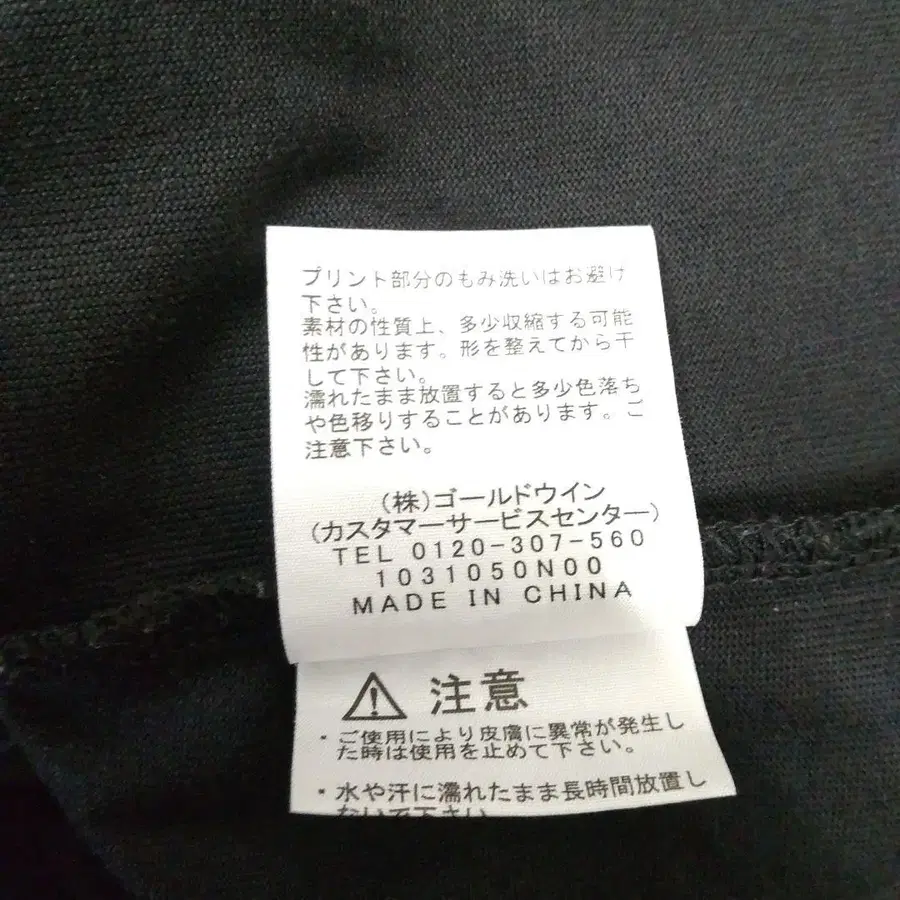 プリント部分のもみ洗いはお避け
下さい。
素材の性質上、多少収縮する可能
性があります。形を整えてから干
して下さい。
濡れたまま放置すると多少色落ち
や色移りすることがあります。ご
注意下さい。
(株)ゴールドウイン
(カスタマーサービスセンター)
TEL 0120-307-560
1031050N00
MADE IN CHINA
注意
・ご使用により皮膚に異常が発生し
た時は使用を止めて下さい。
・水や汗に濡れたまま長時間放置し
ないで下さい